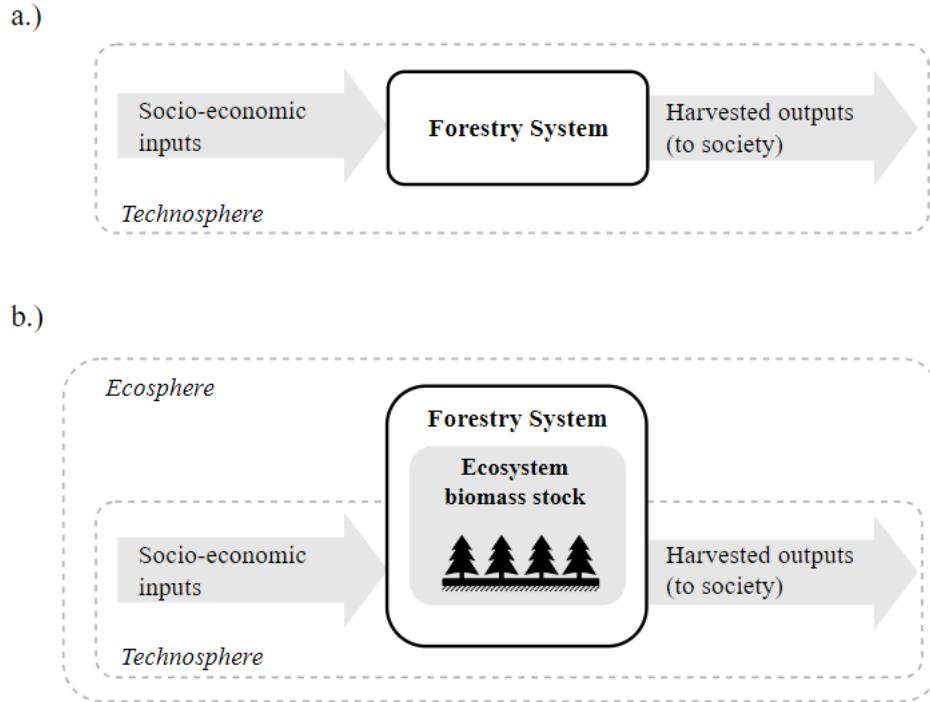 a.)
Socio-economic
inputs
Forestry System
Harvested outputs
(to society)
Technosphere
b.)
Ecosphere
Forestry System
Ecosystem
biomass stock
Socio-economic
inputs
Harvested outputs
(to society)
Technosphere